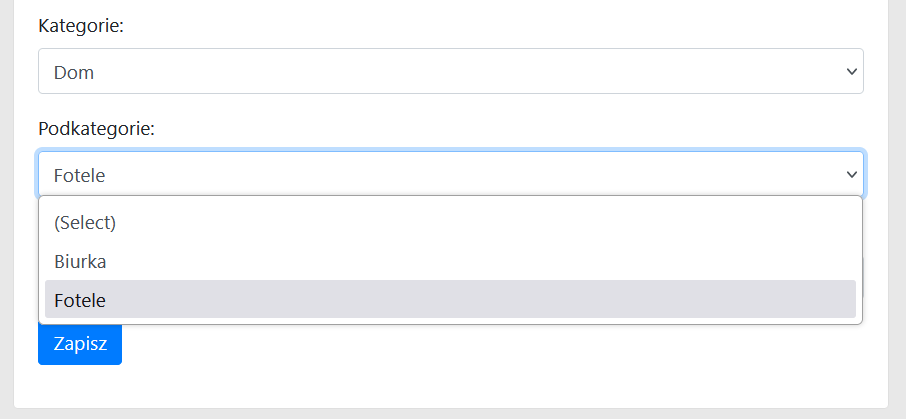 Kategorie:
Dom
Podkategorie:
Fotele
(Select)
Biurka
Fotele
Zapisz